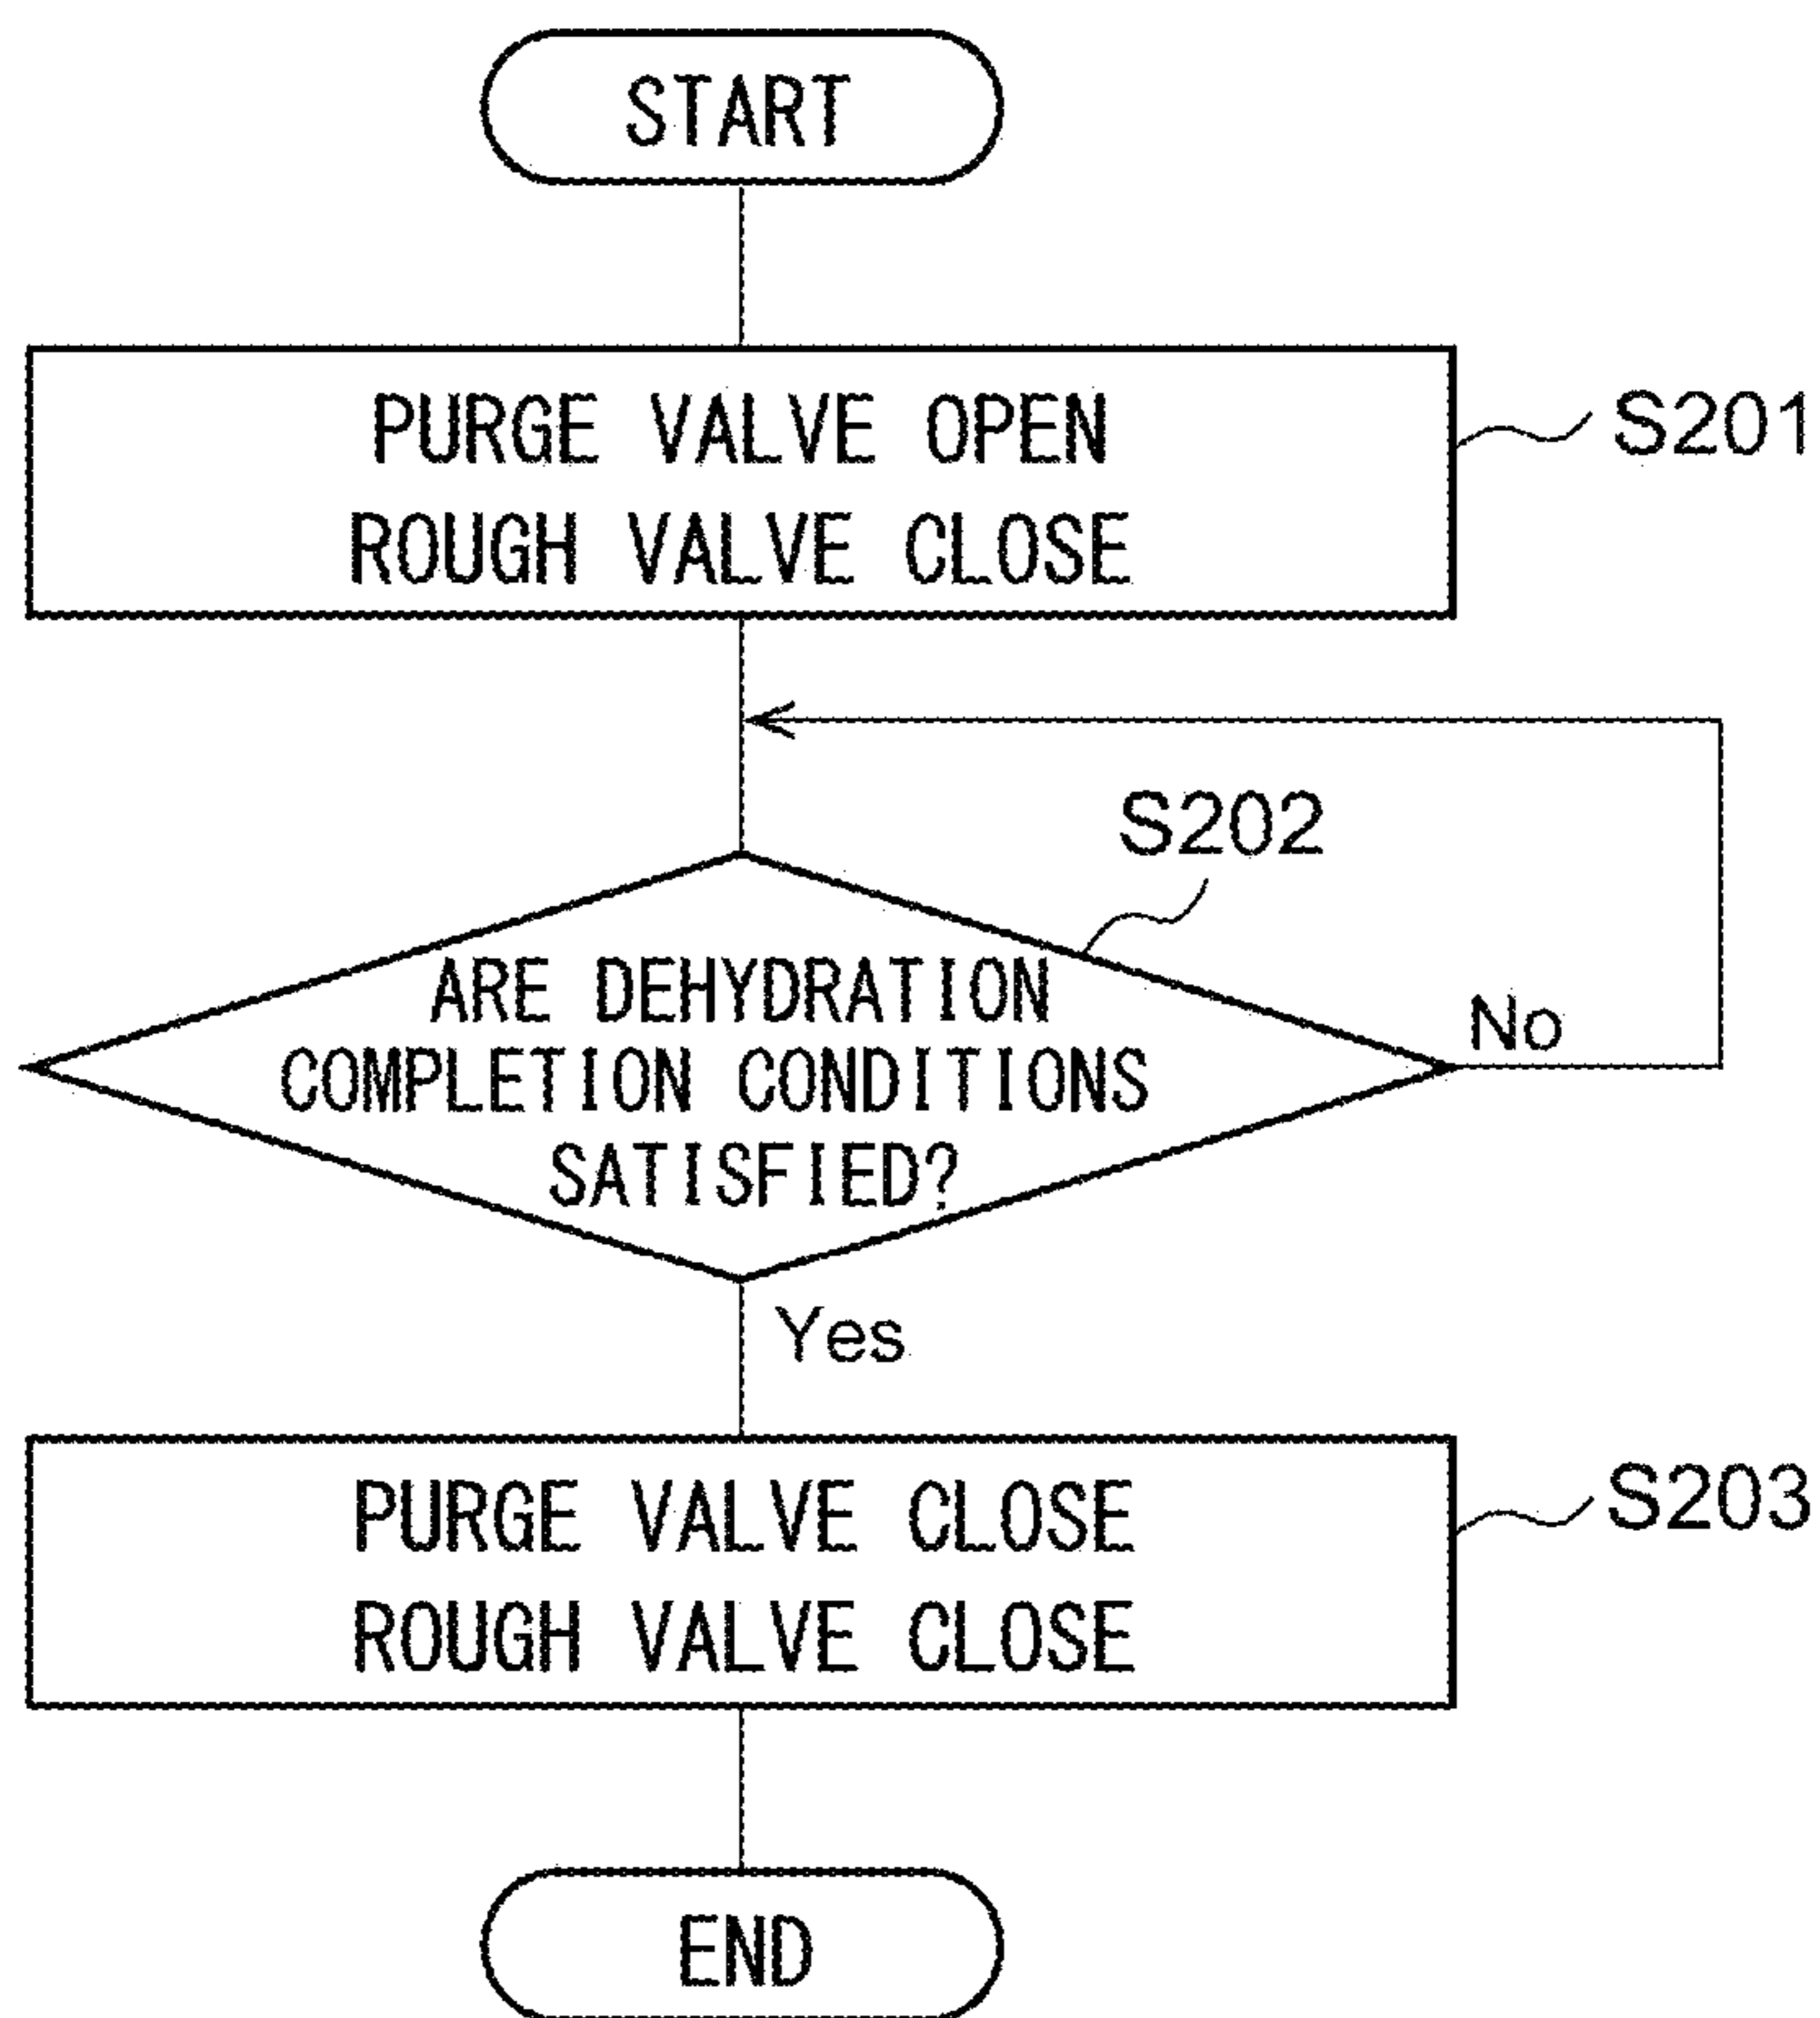 START
PURGE VALVE OPEN
ROUGH VALVE CLOSE
S201
S202
ARE DEHYDRATION
COMPLETION CONDITIONS
SATISFIED?
No
Yes
PURGE VALVE CLOSE
ROUGH VALVE CLOSE
S203
END